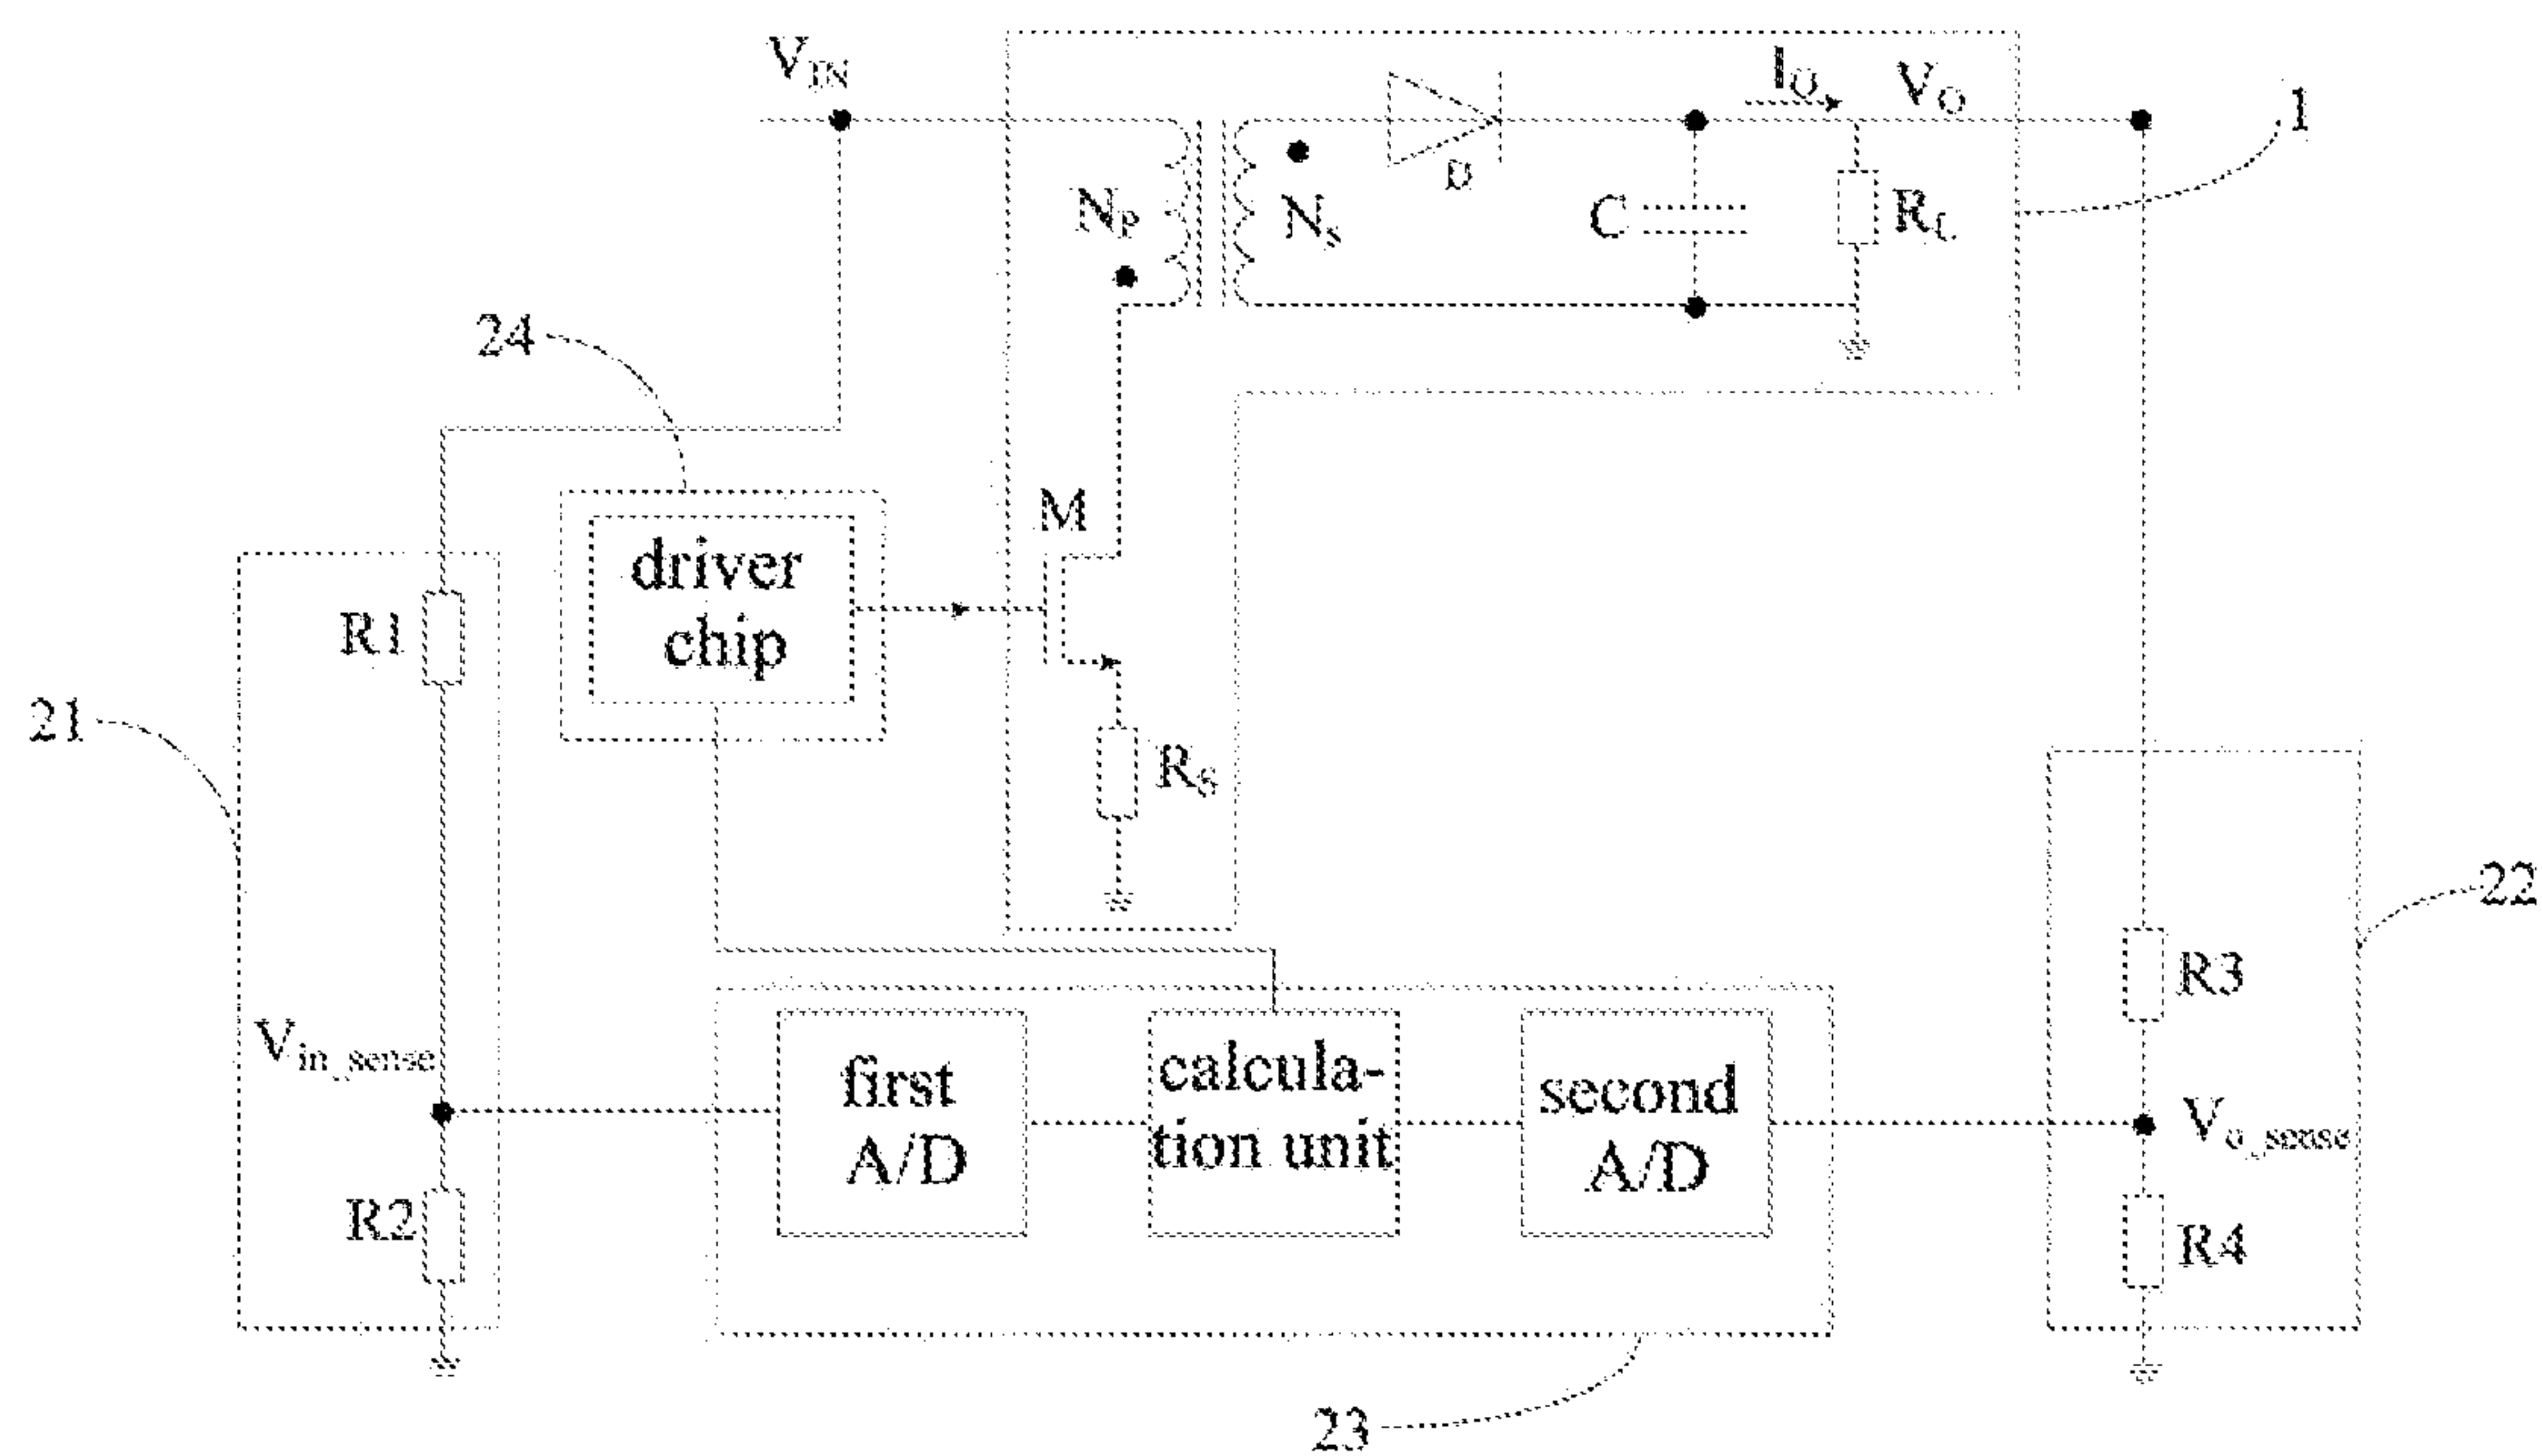 V_IN
I_O
V_O
1
D
N_P
N_s
C
R_L
24
M
driver
chip
R1
21
R_S
22
R3
V_in_sense
first
A/D
calcula-
tion unit
second
A/D
V_o_sense
R2
R4
23